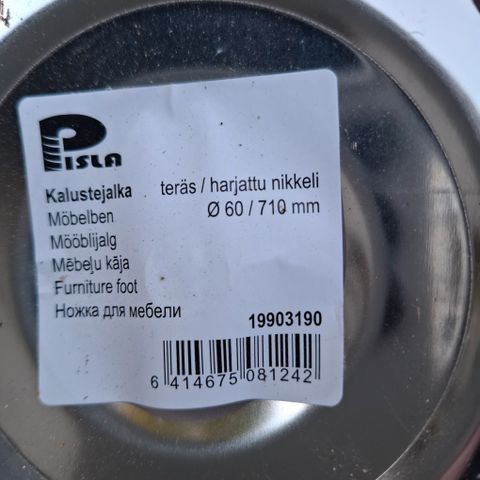 PISLA
Kalustejalka teräs / harjattu nikkeli
Möbelben Ø 60 / 710 mm
Mööblijalg
Mēbeļu kāja
Furniture foot
Ножка для мебели
19903190
6 414675 081242